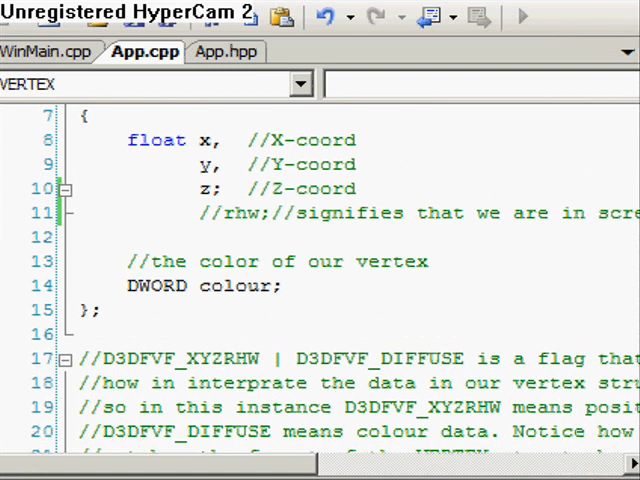 Unregistered HyperCam 2
WinMain.cpp App.cpp App.hpp
VERTEX
7 {
8 float x, //X-coord
9 y, //Y-coord
10 z; //Z-coord
11 //rhw;//signifies that we are in scre
12
13 //the color of our vertex
14 DWORD colour;
15 };
16
17 //D3DFVF_XYZRHW | D3DFVF_DIFFUSE is a flag that
18 //how in interprate the data in our vertex stru
19 //so in this instance D3DFVF_XYZRHW means posit
20 //D3DFVF_DIFFUSE means colour data. Notice how